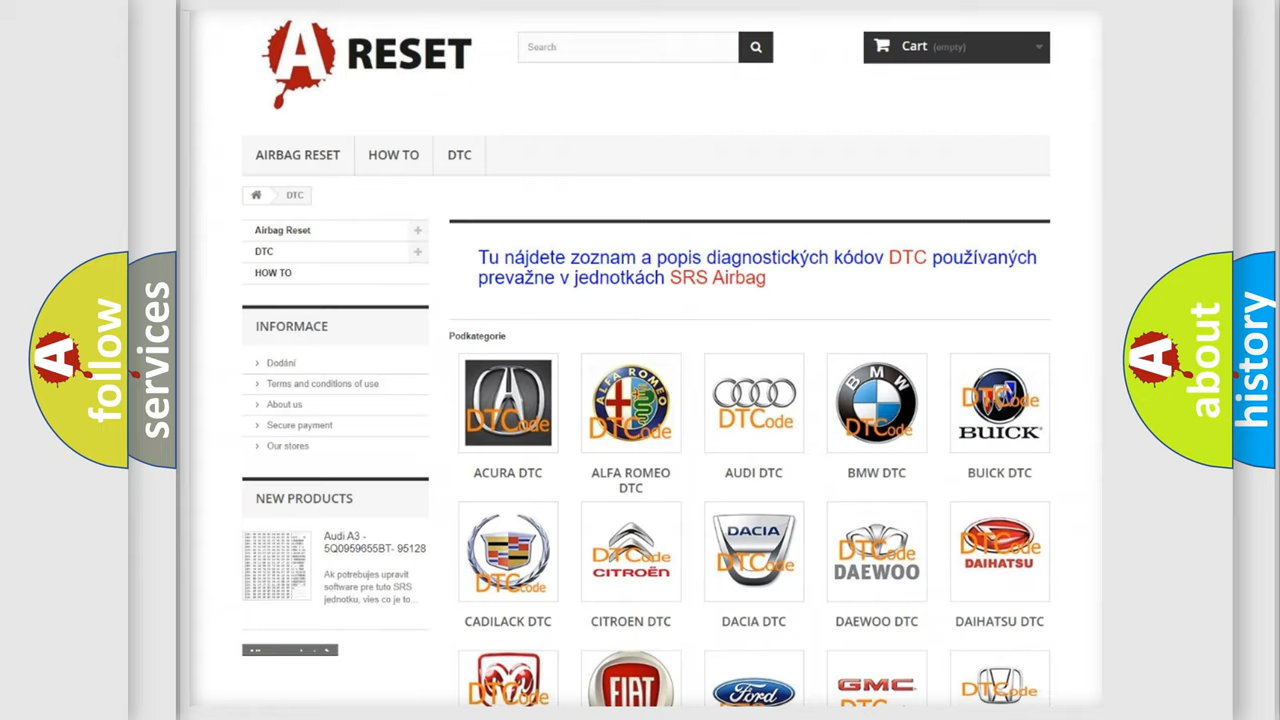 A RESET
Search
Cart (empty)
AIRBAG RESET
HOW TO
DTC
DTC
Airbag Reset
DTC
HOW TO
INFORMACE
Dodání
Terms and conditions of use
About us
Secure payment
Our stores
NEW PRODUCTS
Audi A3 -
5Q0959655BT- 95128
Ak potrebujes upravit
software pre tuto SRS
jednotku, vies co je to...
Tu nájdete zoznam a popis diagnostických kódov DTC používaných
prevažne v jednotkách SRS Airbag
Podkategorie
DTCode
ALFA ROMEO
DTCode
DTCode
BMW
DTCode
DTCode
BUICK
ACURA DTC
ALFA ROMEO
DTC
AUDI DTC
BMW DTC
BUICK DTC
DTCode
DTCode
CITROËN
DACIA
DTCode
DTCode
DAEWOO
DTCode
DAIHATSU
CADILACK DTC
CITROEN DTC
DACIA DTC
DAEWOO DTC
DAIHATSU DTC
DTCode
FIAT
Ford
GMC
DTCode
A follow
services
A about
history